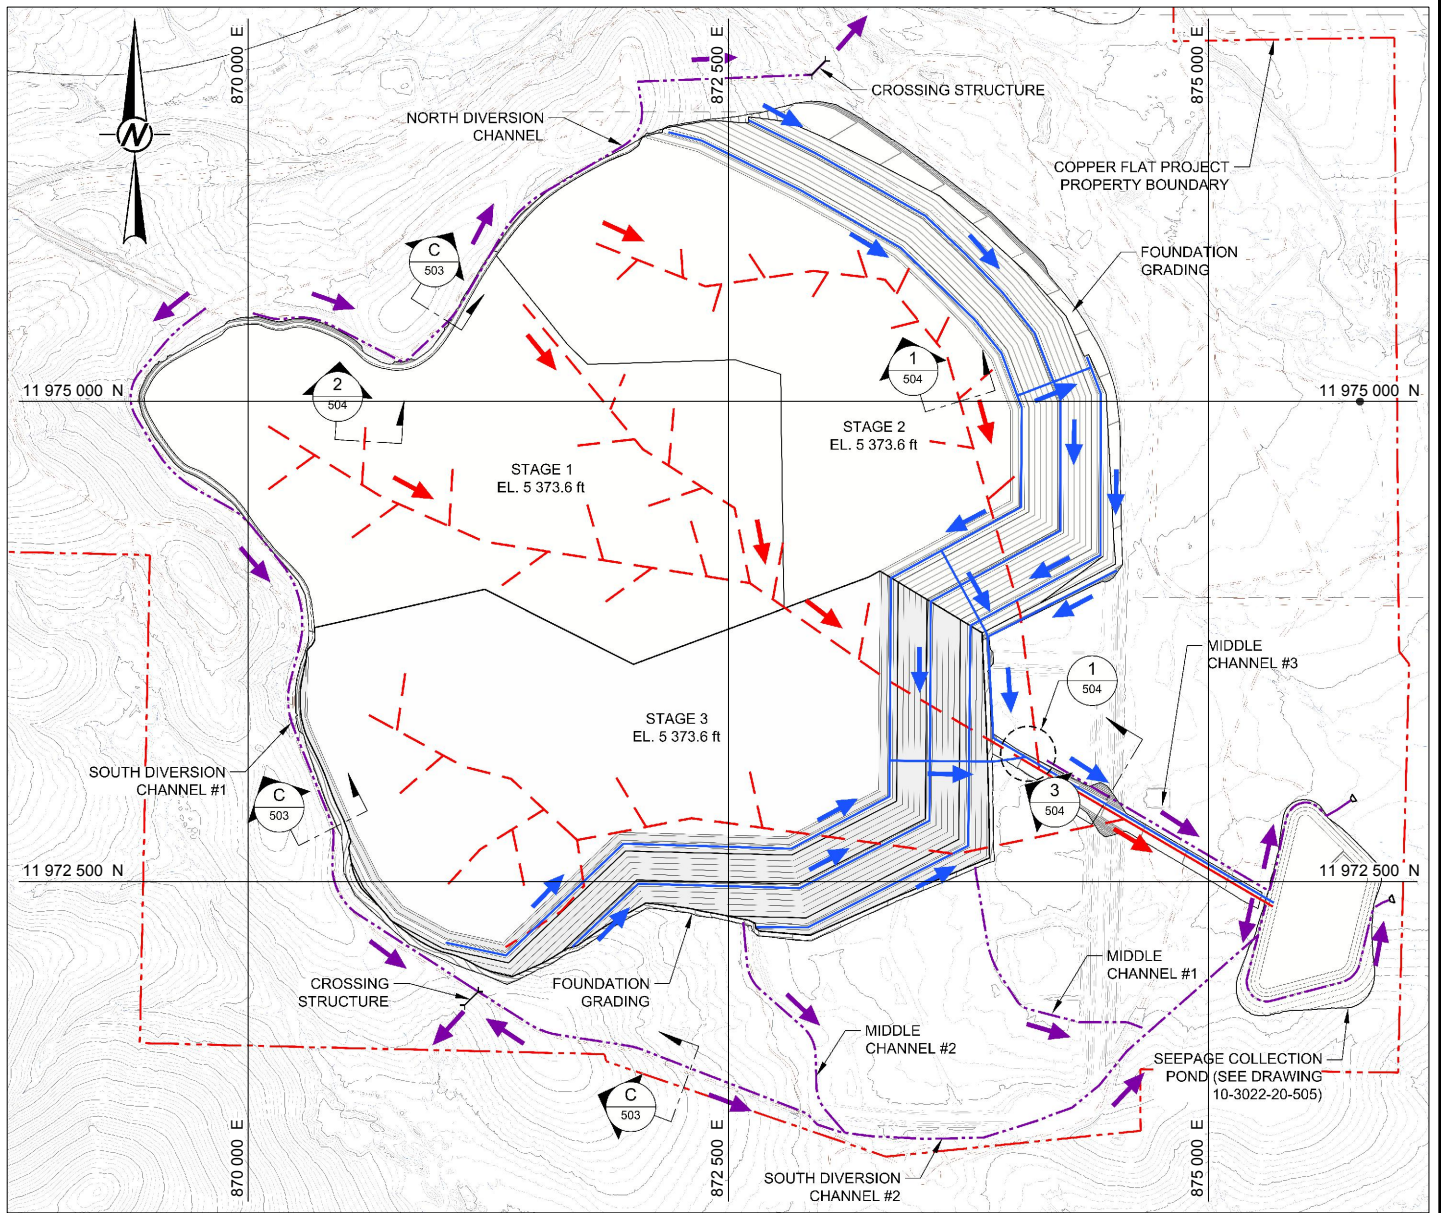 870 000 E
872 500 E
875 000 E
N
CROSSING STRUCTURE
NORTH DIVERSION
CHANNEL
COPPER FLAT PROJECT
PROPERTY BOUNDARY
FOUNDATION
GRADING
C
503
1
504
2
504
11 975 000 N
11 975 000 N
STAGE 2
EL. 5 373.6 ft
STAGE 1
EL. 5 373.6 ft
MIDDLE
CHANNEL #3
1
504
STAGE 3
EL. 5 373.6 ft
SOUTH DIVERSION
CHANNEL #1
C
503
3
504
11 972 500 N
11 972 500 N
CROSSING
STRUCTURE
FOUNDATION
GRADING
MIDDLE
CHANNEL #1
MIDDLE
CHANNEL #2
SEEPAGE COLLECTION
POND (SEE DRAWING
10-3022-20-505)
C
503
SOUTH DIVERSION
CHANNEL #2
870 000 E
872 500 E
875 000 E